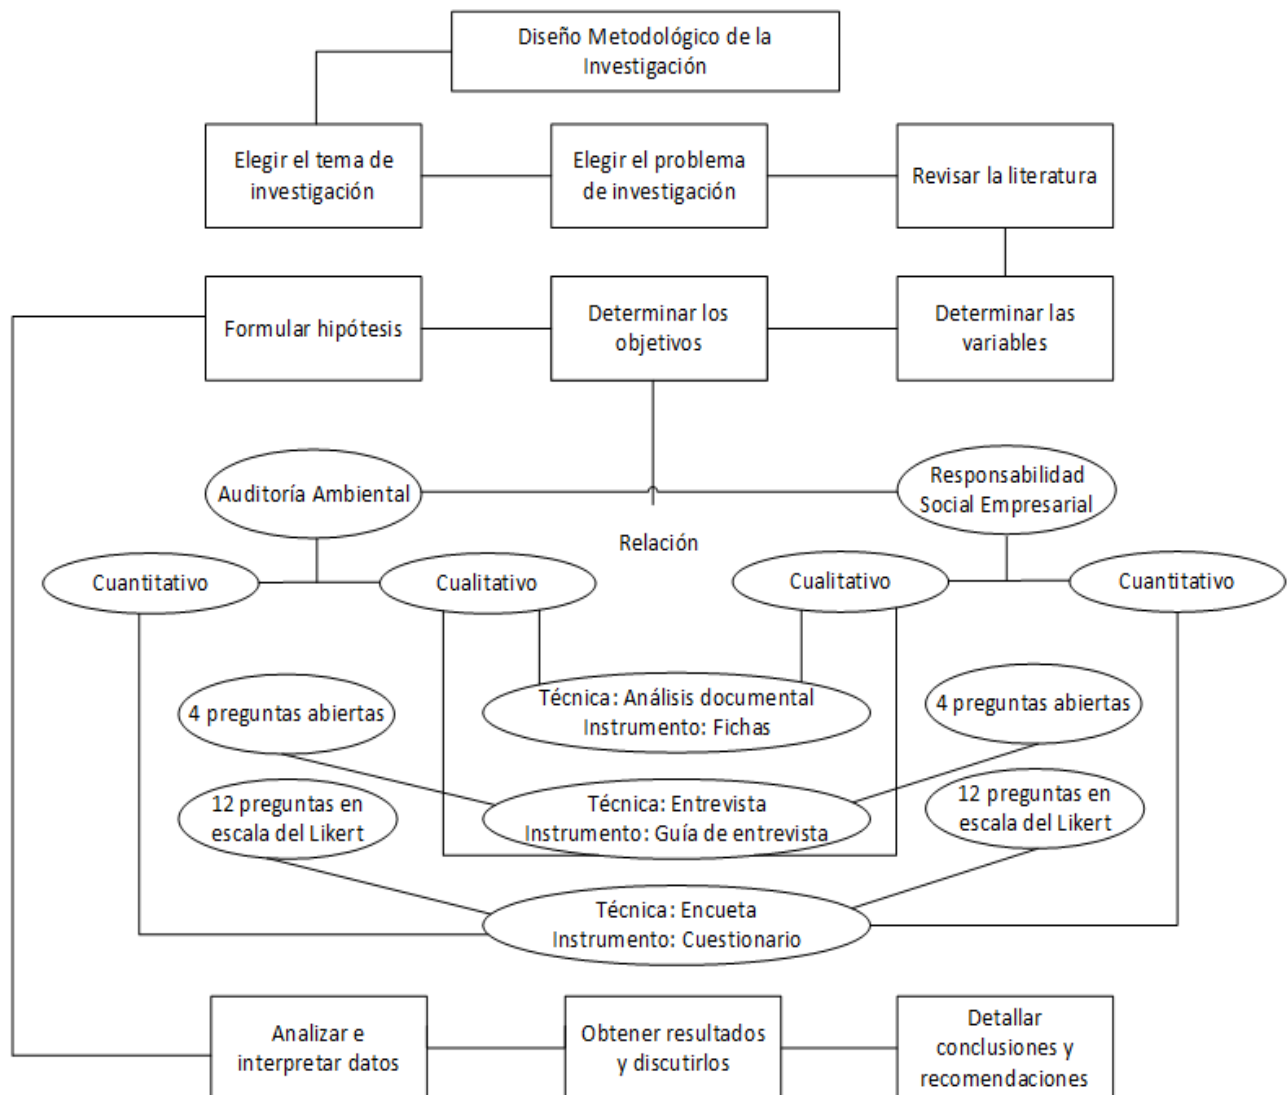 Diseño Metodológico de la
Investigación
Elegir el tema de
investigación
Elegir el problema
de investigación
Revisar la literatura
Formular hipótesis
Determinar los
objetivos
Determinar las
variables
Auditoría Ambiental
Responsabilidad
Social Empresarial
Relación
Cuantitativo
Cualitativo
Cualitativo
Cuantitativo
4 preguntas abiertas
Técnica: Análisis documental
Instrumento: Fichas
4 preguntas abiertas
12 preguntas en
escala del Likert
Técnica: Entrevista
Instrumento: Guía de entrevista
12 preguntas en
escala del Likert
Técnica: Encueta
Instrumento: Cuestionario
Analizar e
interpretar datos
Obtener resultados
y discutirlos
Detallar
conclusiones y
recomendaciones